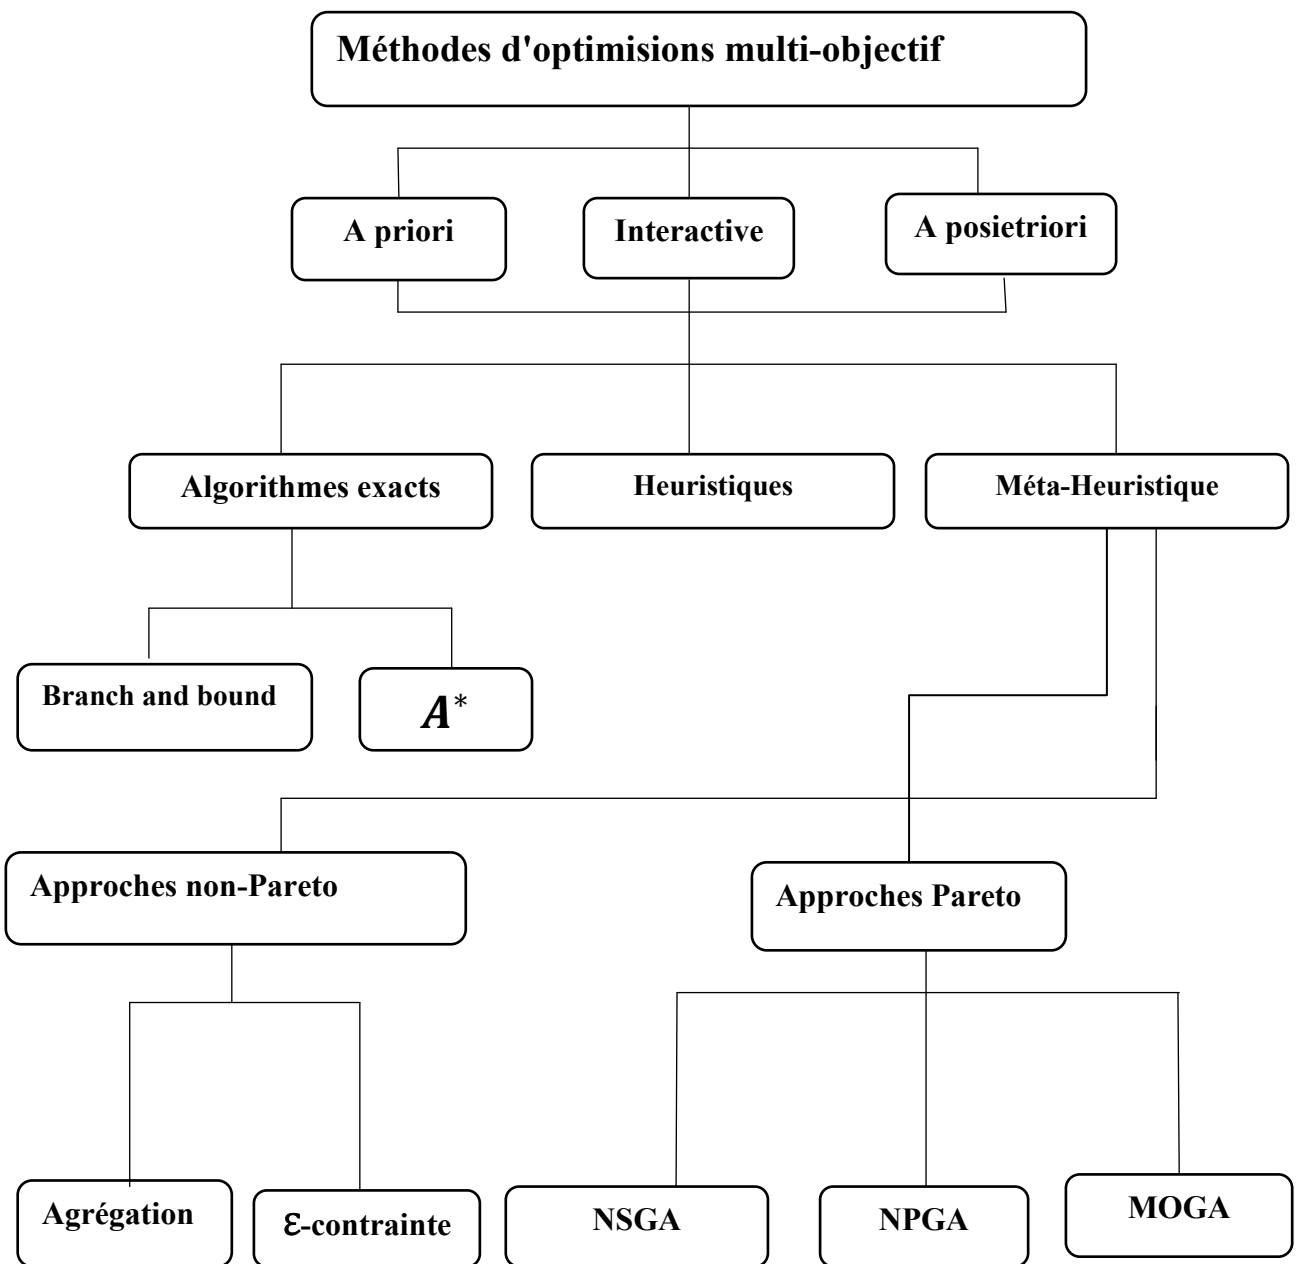 Méthodes d'optimisions multi-objectif
A priori
Interactive
A posietriori
Algorithmes exacts
Heuristiques
Méta-Heuristique
Branch and bound
A*
Approches non-Pareto
Approches Pareto
Agrégation
Ɛ-contrainte
NSGA
NPGA
MOGA